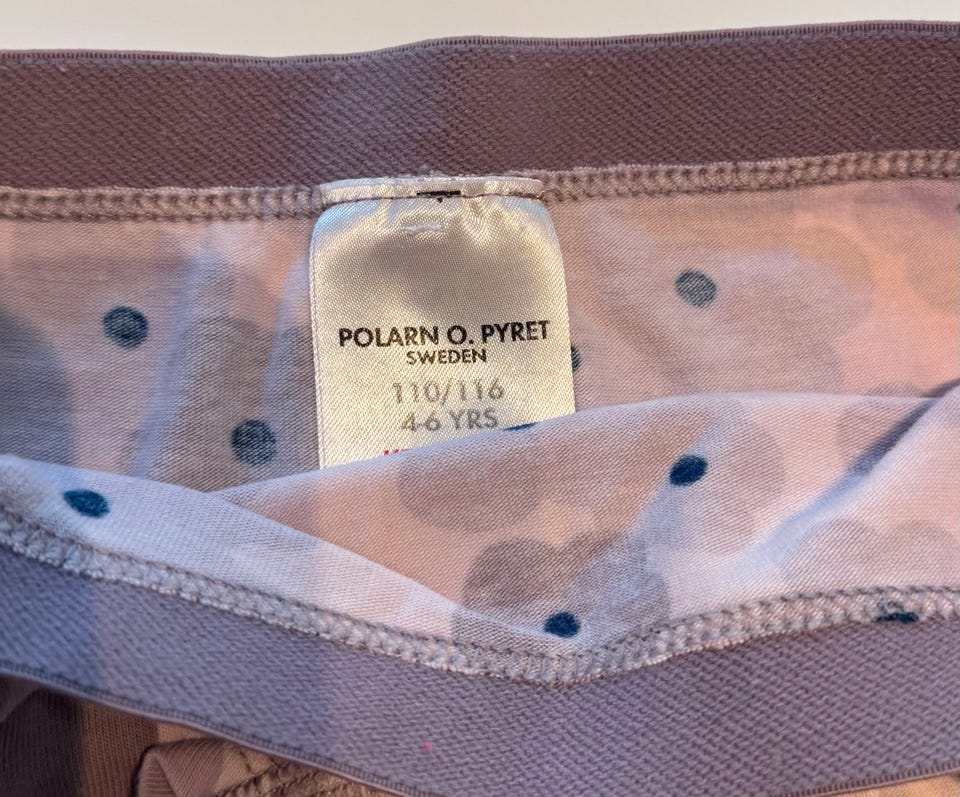 POLARN O. PYRET
SWEDEN
110/116
4-6 YRS